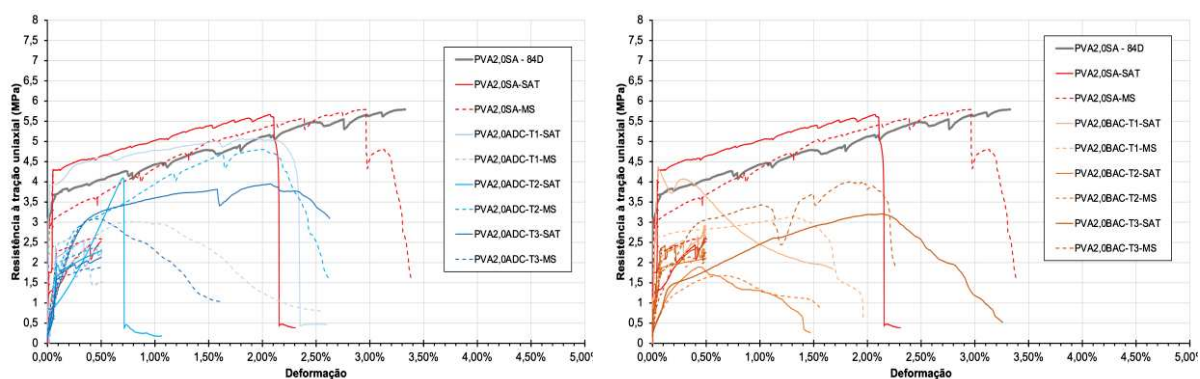 Resistência à tração uniaxial (MPa)
8
7,5
7
6,5
6
5,5
5
4,5
4
3,5
3
2,5
2
1,5
1
0,5
0
0,00% 0,50% 1,00% 1,50% 2,00% 2,50% 3,00% 3,50% 4,00% 4,50% 5,00%
Deformação
PVA2,0SA - 84D
PVA2,0SA-SAT
PVA2,0SA-MS
PVA2,0ADC-T1-SAT
PVA2,0ADC-T1-MS
PVA2,0ADC-T2-SAT
PVA2,0ADC-T2-MS
PVA2,0ADC-T3-SAT
PVA2,0ADC-T3-MS
Resistência à tração uniaxial (MPa)
8
7,5
7
6,5
6
5,5
5
4,5
4
3,5
3
2,5
2
1,5
1
0,5
0
0,00% 0,50% 1,00% 1,50% 2,00% 2,50% 3,00% 3,50% 4,00% 4,50% 5,00%
Deformação
PVA2,0SA - 84D
PVA2,0SA-SAT
PVA2,0SA-MS
PVA2,0BAC-T1-SAT
PVA2,0BAC-T1-MS
PVA2,0BAC-T2-SAT
PVA2,0BAC-T2-MS
PVA2,0BAC-T3-SAT
PVA2,0BAC-T3-MS